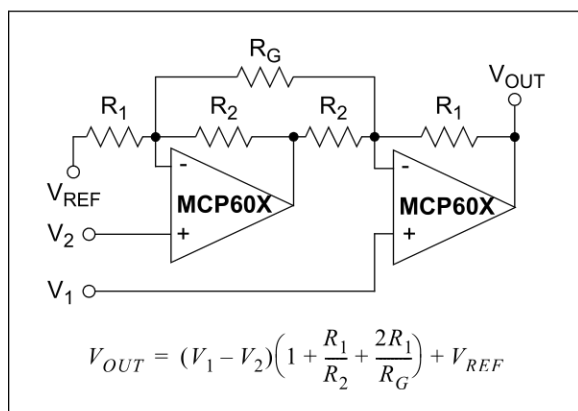 R_G
V_OUT
R_1 R_2 R_2 R_1
- -
V_REF
MCP60X MCP60X
V_2 + +
V_1
V_OUT = (V_1 – V_2)(1 + R_1/R_2 + 2R_1/R_G) + V_REF